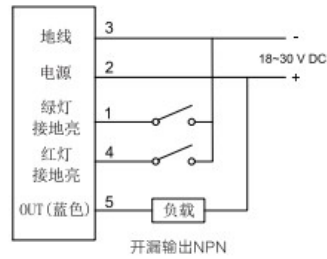 地线 3 -
18~30 V DC
电源 2 +
绿灯 1
接地亮
红灯 4
接地亮
OUT(蓝色) 5 负载
开漏输出NPN